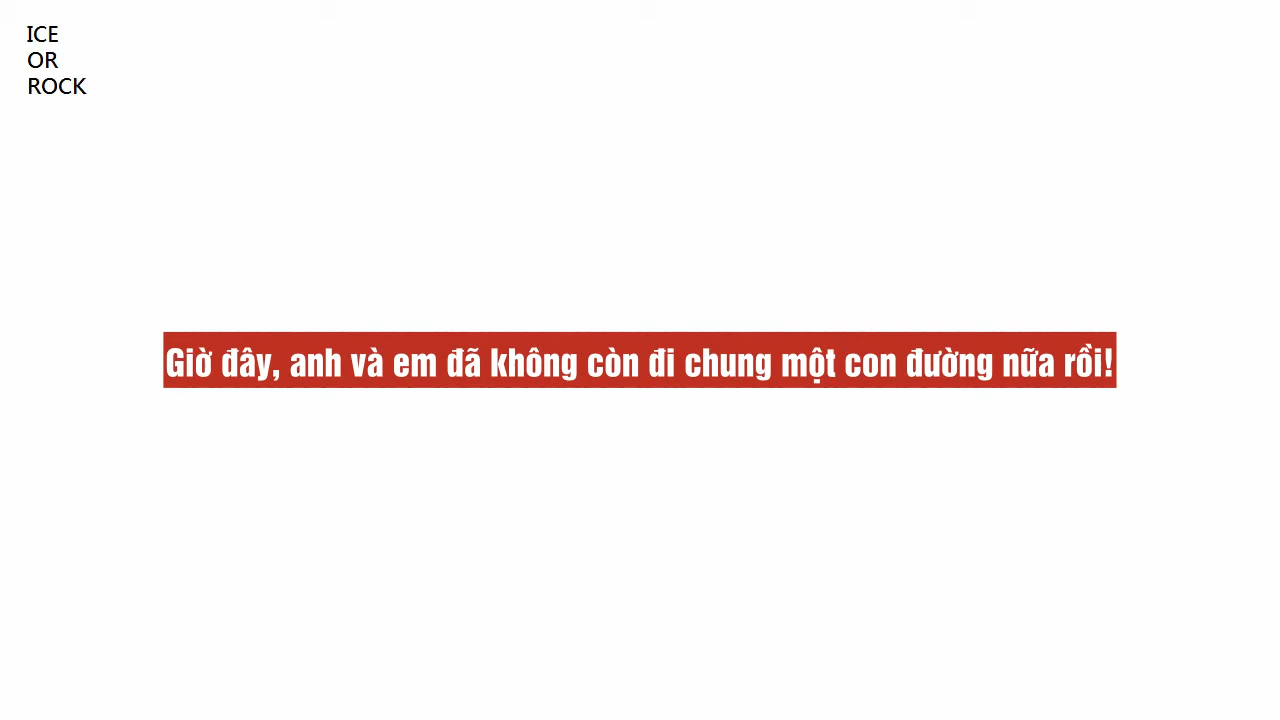 ICE
OR
ROCK
Giờ đây, anh và em đã không còn đi chung một con đường nữa rồi!